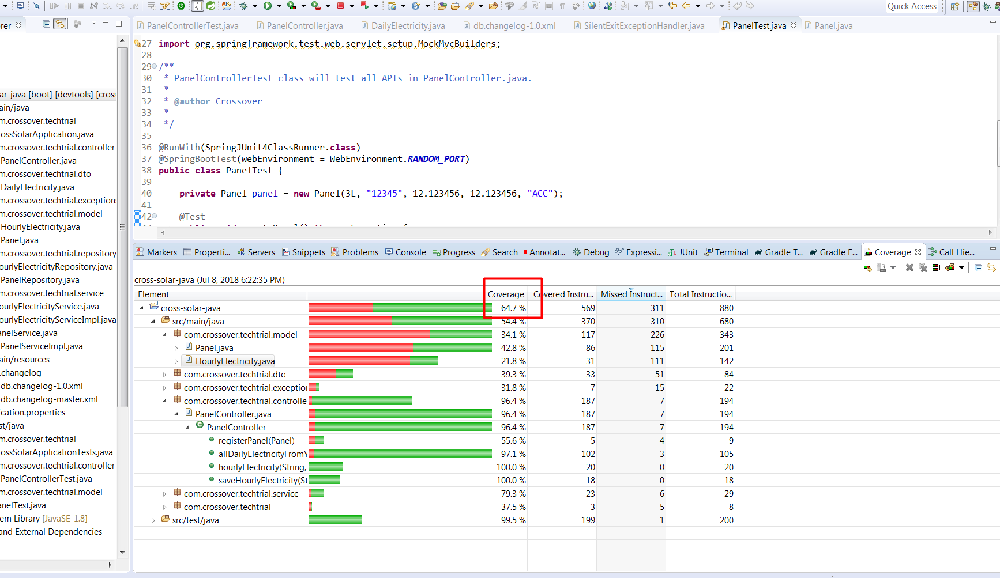 Quick Access
rer
PanelControllerTest.java PanelController.java DailyElectricity.java db.changelog-1.0.xml SilentExitExceptionHandler.java PanelTest.java Panel.java
ar-java [boot] [devtools] [cross
ain/java
m.crossover.techtrial
rossSolarApplication.java
m.crossover.techtrial.controller
PanelController.java
m.crossover.techtrial.dto
DailyElectricity.java
m.crossover.techtrial.exceptions
m.crossover.techtrial.model
HourlyElectricity.java
Panel.java
m.crossover.techtrial.repository
ourlyElectricityRepository.java
PanelRepository.java
m.crossover.techtrial.service
ourlyElectricityService.java
ourlyElectricityServiceImpl.java
anelService.java
PanelServiceImpl.java
ain/resources
.changelog
db.changelog-1.0.xml
db.changelog-master.xml
cation.properties
st/java
m.crossover.techtrial
rossSolarApplicationTests.java
m.crossover.techtrial.controller
PanelControllerTest.java
m.crossover.techtrial.model
anelTest.java
em Library [JavaSE-1.8]
and External Dependencies
27 import org.springframework.test.web.servlet.setup.MockMvcBuilders;
28
29 /**
30 * PanelControllerTest class will test all APIs in PanelController.java.
31 *
32 * @author Crossover
33 *
34 */
35
36 @RunWith(SpringJUnit4ClassRunner.class)
37 @SpringBootTest(webEnvironment = WebEnvironment.RANDOM_PORT)
38 public class PanelTest {
39
40 private Panel panel = new Panel(3L, "12345", 12.123456, 12.123456, "ACC");
41
42 @Test
Markers Properti... Servers Snippets Problems Console Progress Search Annotat... Debug Expressi... JUnit Terminal Gradle T... Gradle E... Coverage Call Hie...
cross-solar-java (Jul 8, 2018 6:22:35 PM)
Element Coverage Covered Instru... Missed Instruct... Total Instructio...
cross-solar-java 64.7 % 569 311 880
src/main/java 54.4 % 370 310 680
com.crossover.techtrial.model 34.1 % 117 226 343
Panel.java 42.8 % 86 115 201
HourlyElectricity.java 21.8 % 31 111 142
com.crossover.techtrial.dto 39.3 % 33 51 84
com.crossover.techtrial.exceptio 31.8 % 7 15 22
com.crossover.techtrial.controlle 96.4 % 187 7 194
PanelController.java 96.4 % 187 7 194
PanelController 96.4 % 187 7 194
registerPanel(Panel) 55.6 % 5 4 9
allDailyElectricityFromY 97.1 % 102 3 105
hourlyElectricity(String, 100.0 % 20 0 20
saveHourlyElectricity(St 100.0 % 18 0 18
com.crossover.techtrial.service 79.3 % 23 6 29
com.crossover.techtrial 37.5 % 3 5 8
src/test/java 99.5 % 199 1 200